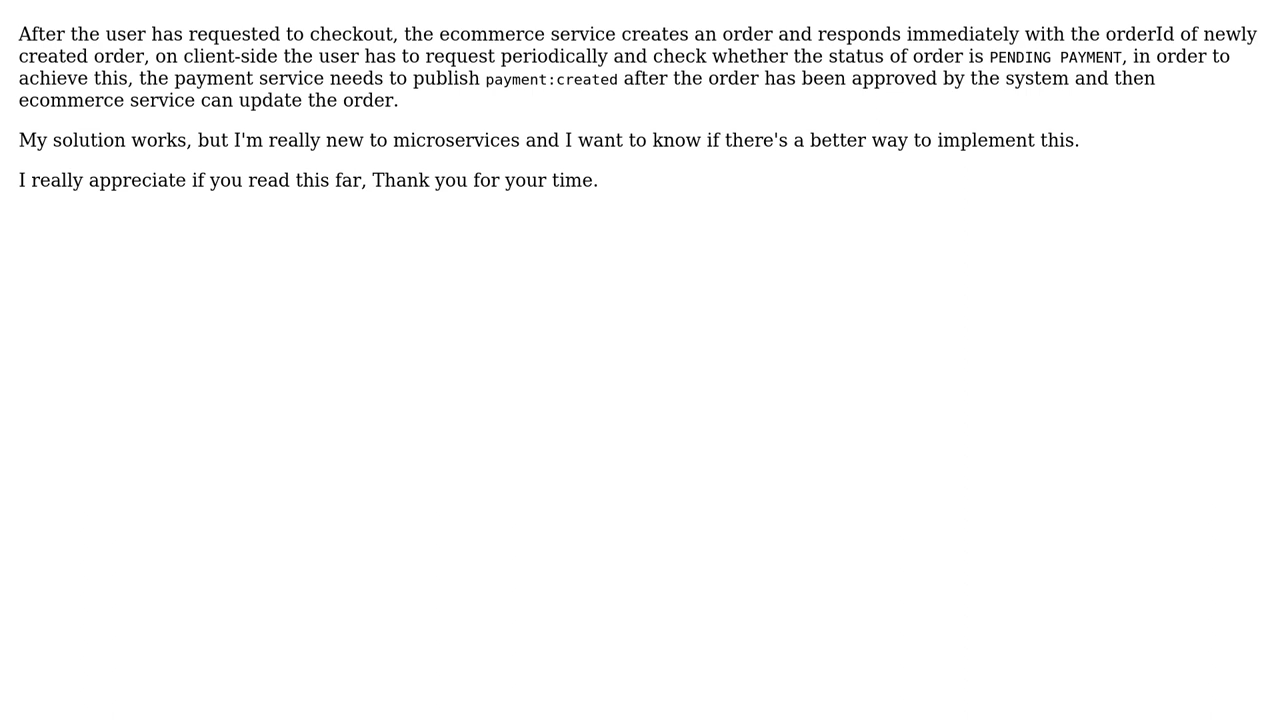 After the user has requested to checkout, the ecommerce service creates an order and responds immediately with the orderId of newly
created order, on client-side the user has to request periodically and check whether the status of order is PENDING PAYMENT, in order to
achieve this, the payment service needs to publish payment:created after the order has been approved by the system and then
ecommerce service can update the order.
My solution works, but I'm really new to microservices and I want to know if there's a better way to implement this.
I really appreciate if you read this far, Thank you for your time.